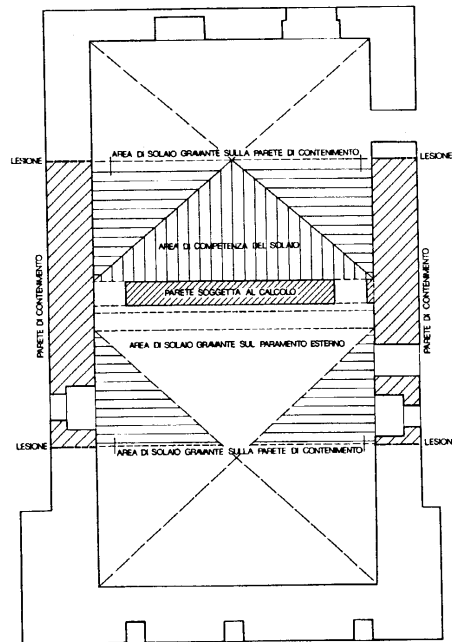 AREA DI SOLAIO GRAVANTE SULLA PARETE DI CONTENIMENTO
LESIONE
LESIONE
AREA DI COMPETENZA DEL SOLAIO
PARETE DI CONTENIMENTO
PARETE SOGGETTA AL CALCOLO
PARETE DI CONTENIMENTO
AREA DI SOLAIO GRAVANTE SUL PARAMENTO ESTERNO
LESIONE
LESIONE
AREA DI SOLAIO GRAVANTE SULLA PARETE DI CONTENIMENTO